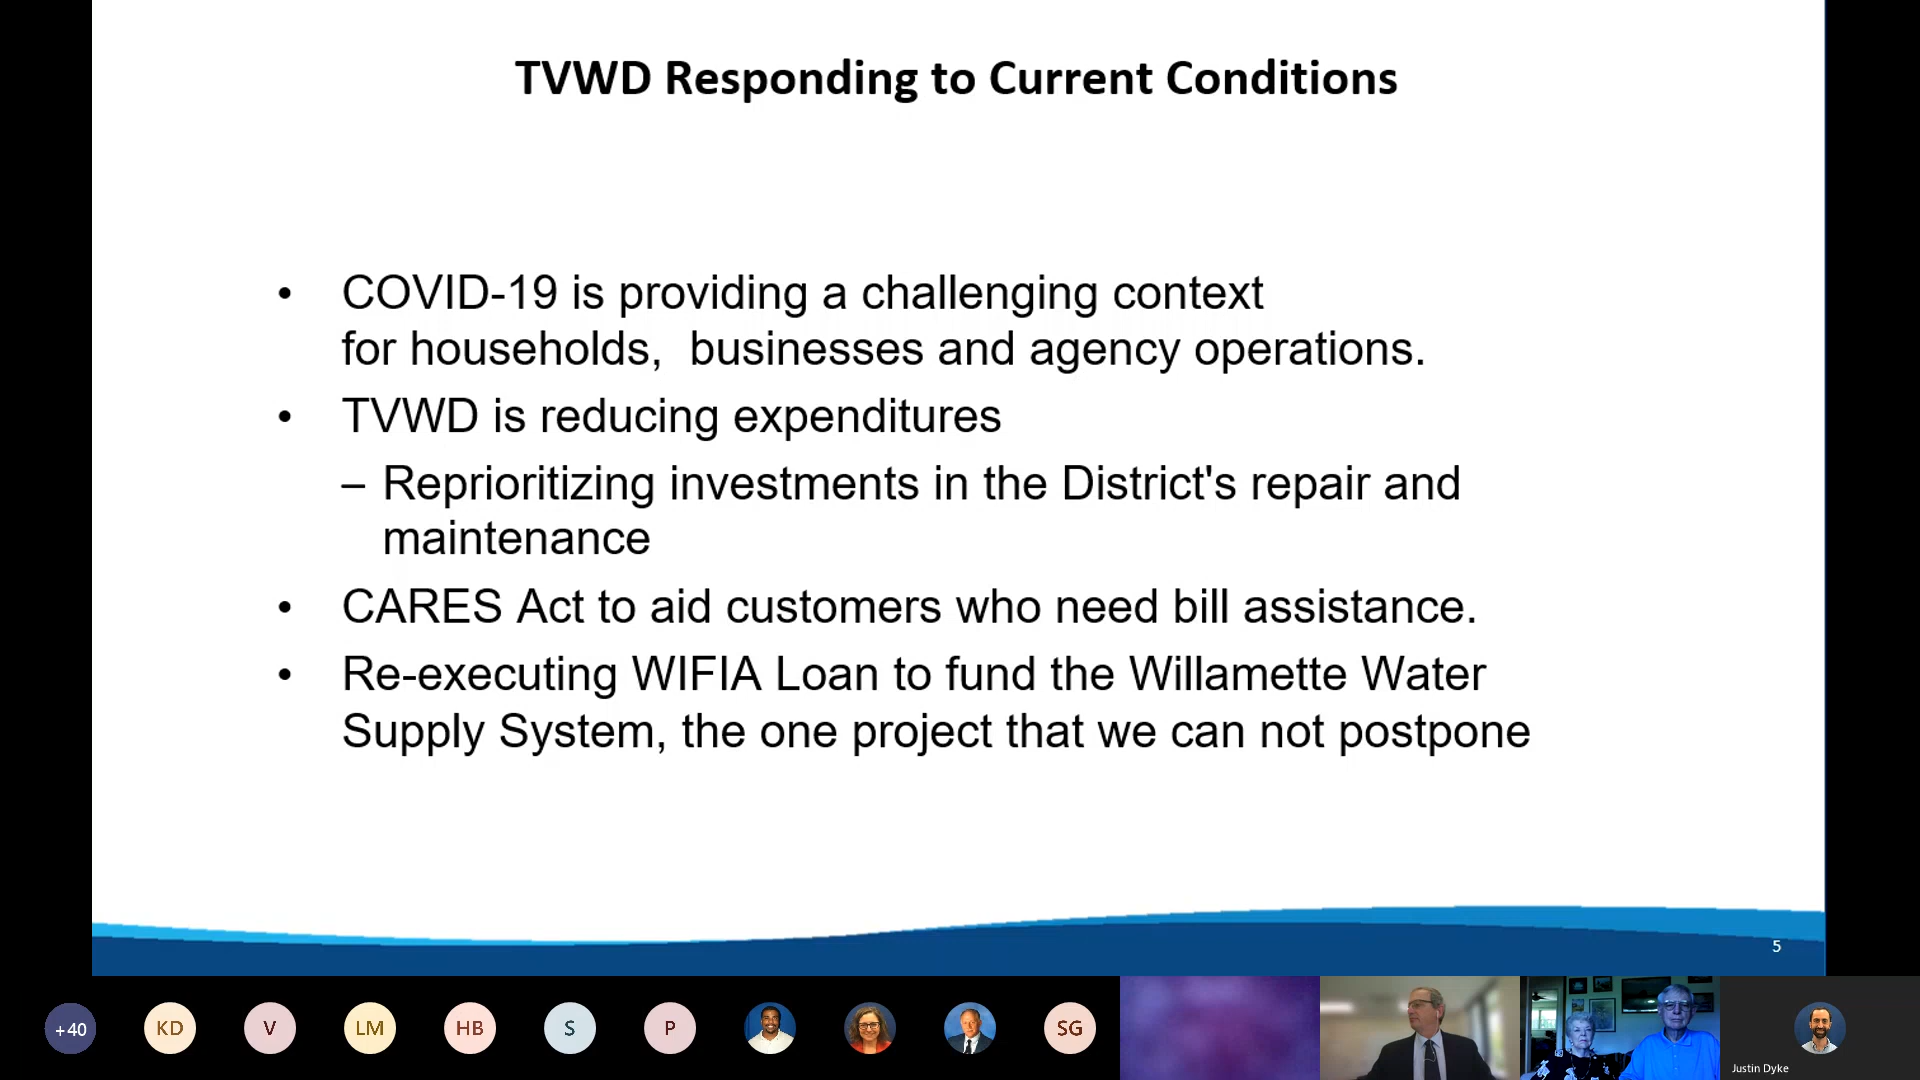 TVWD Responding to Current Conditions
• COVID-19 is providing a challenging context
for households,  businesses and agency operations.
• TVWD is reducing expenditures
– Reprioritizing investments in the District's repair and
maintenance
• CARES Act to aid customers who need bill assistance.
• Re-executing WIFIA Loan to fund the Willamette Water
Supply System, the one project that we can not postpone
5
+40
KD
V
LM
HB
S
P
SG
Justin Dyke